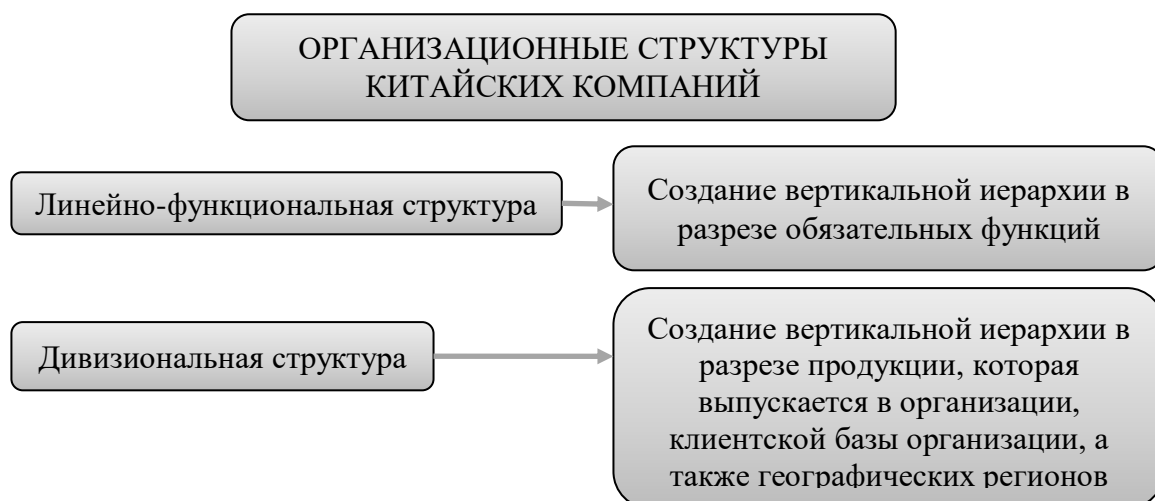 ОРГАНИЗАЦИОННЫЕ СТРУКТУРЫ
КИТАЙСКИХ КОМПАНИЙ
Линейно-функциональная структура
Создание вертикальной иерархии в
разрезе обязательных функций
Дивизиональная структура
Создание вертикальной иерархии в
разрезе продукции, которая
выпускается в организации,
клиентской базы организации, а
также географических регионов